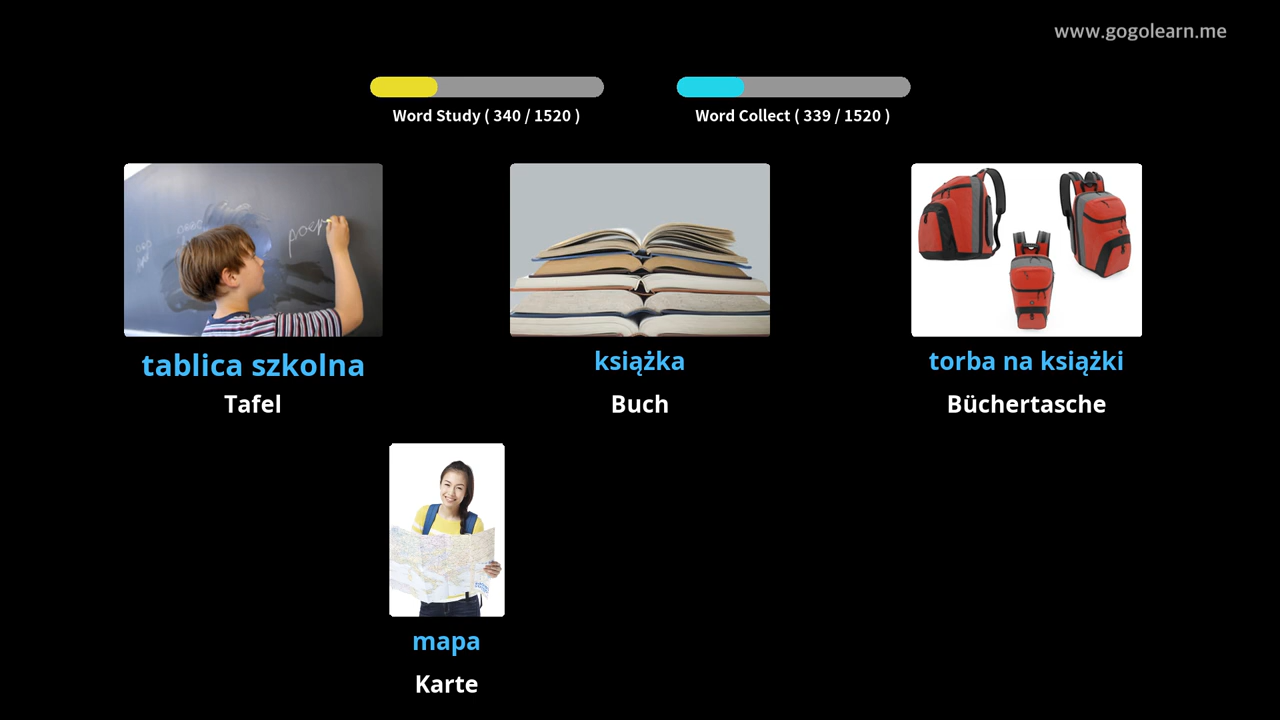 www.gogolearn.me
Word Study ( 340 / 1520 )
Word Collect ( 339 / 1520 )
poem
tablica szkolna
książka
torba na książki
Tafel
Buch
Büchertasche
mapa
Karte